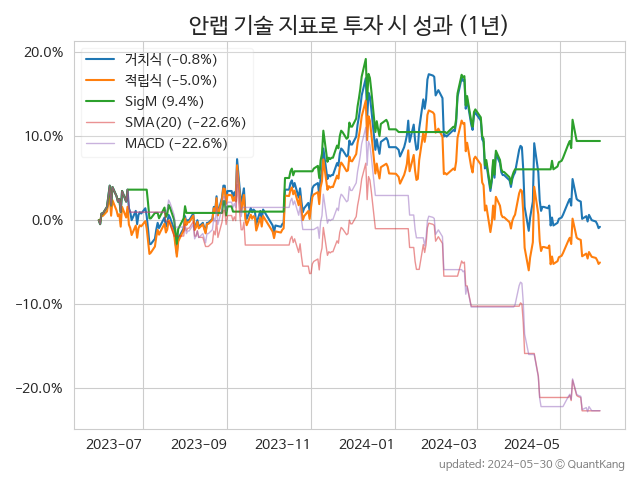 안랩 기술 지표로 투자 시 성과 (1년)
20.0%
10.0%
0.0%
−10.0%
−20.0%
거치식 (−0.8%)
적립식 (−5.0%)
SigM (9.4%)
SMA(20) (−22.6%)
MACD (−22.6%)
2023−07 2023−09 2023−11 2024−01 2024−03 2024−05
updated: 2024−05−30 ⓒ QuantKang